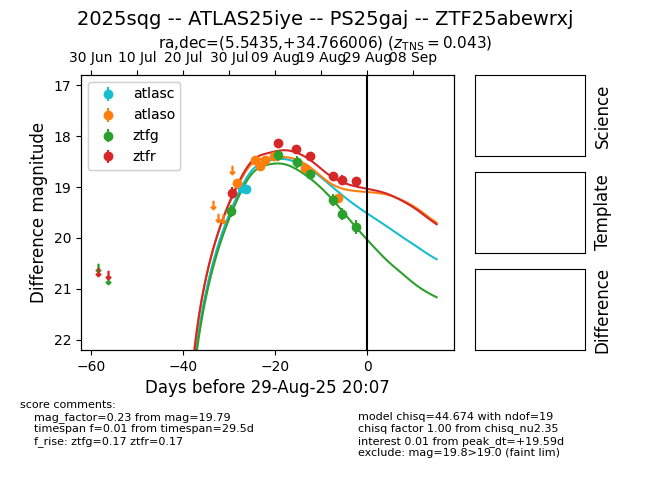 2025sqg -- ATLAS25iye -- PS25gaj -- ZTF25abewrxj
ra,dec=(5.5435,+34.766006) (zTNS = 0.043)
30 Jun 10 Jul 20 Jul 30 Jul 09 Aug 19 Aug 29 Aug 08 Sep
17
18
19
20
21
22
Difference magnitude
atlasc
atlaso
ztfg
ztfr
−60 −40 −20 0
Days before 29-Aug-25 20:07
Science
Template
Difference
score comments:
mag_factor=0.23 from mag=19.79
timespan f=0.01 from timespan=29.5d
f_rise: ztfg=0.17 ztfr=0.17
model chisq=44.674 with ndof=19
chisq factor 1.00 from chisq_nu2.35
interest 0.01 from peak_dt=+19.59d
exclude: mag=19.8>19.0 (faint lim)